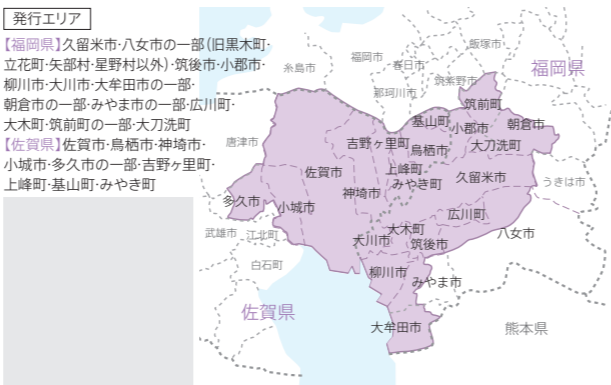 発行エリア
【福岡県】久留米市・八女市の一部(旧黒木町・
立花町・矢部村・星野村以外)・筑後市・小郡市・
柳川市・大川市・大牟田市の一部・
朝倉市の一部・みやま市の一部・広川町・
大木町・筑前町の一部・大刀洗町
【佐賀県】佐賀市・鳥栖市・神埼市・
小城市・多久市の一部・吉野ヶ里町・
上峰町・基山町・みやき町
飯塚市
福岡市
春日市
糸島市
福岡県
筑紫野市
那珂川市
筑前町
基山町
小郡市
朝倉市
唐津市
吉野ヶ里町
鳥栖市
大刀洗町
佐賀市
上峰町
みやき町
久留米市
うきは市
神埼市
多久市
小城市
広川町
武雄市
江北町
大木町
八女市
大川市
筑後市
白石町
柳川市
みやま市
佐賀県
大牟田市
熊本県